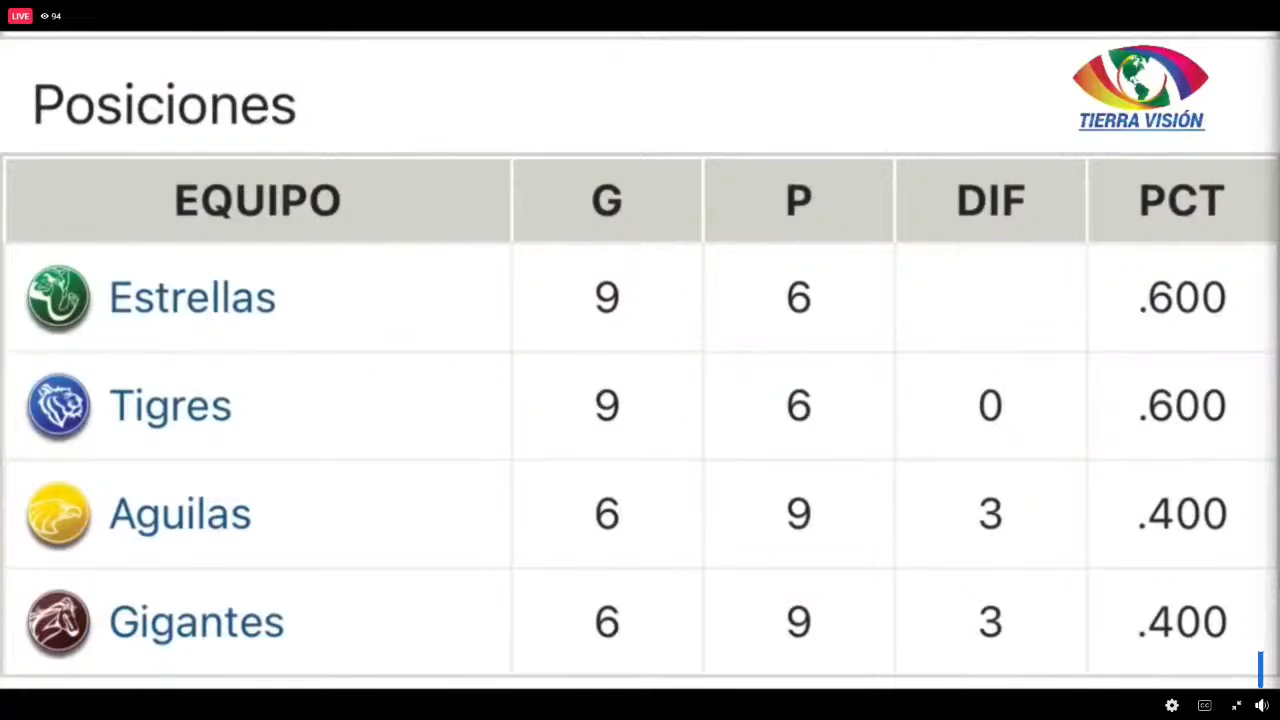 LIVE 94
TIERRA VISIÓN
Posiciones
EQUIPO G P DIF PCT
Estrellas 9 6 .600
Tigres 9 6 0 .600
Aguilas 6 9 3 .400
Gigantes 6 9 3 .400
CC